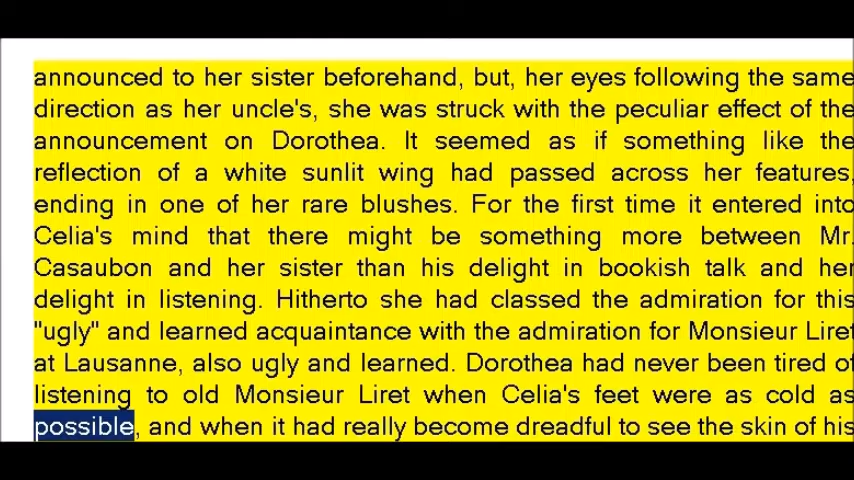 announced to her sister beforehand, but, her eyes following the same
direction as her uncle's, she was struck with the peculiar effect of the
announcement on Dorothea. It seemed as if something like the
reflection of a white sunlit wing had passed across her features,
ending in one of her rare blushes. For the first time it entered into
Celia's mind that there might be something more between Mr.
Casaubon and her sister than his delight in bookish talk and her
delight in listening. Hitherto she had classed the admiration for this
"ugly" and learned acquaintance with the admiration for Monsieur Liret
at Lausanne, also ugly and learned. Dorothea had never been tired of
listening to old Monsieur Liret when Celia's feet were as cold as
possible, and when it had really become dreadful to see the skin of his